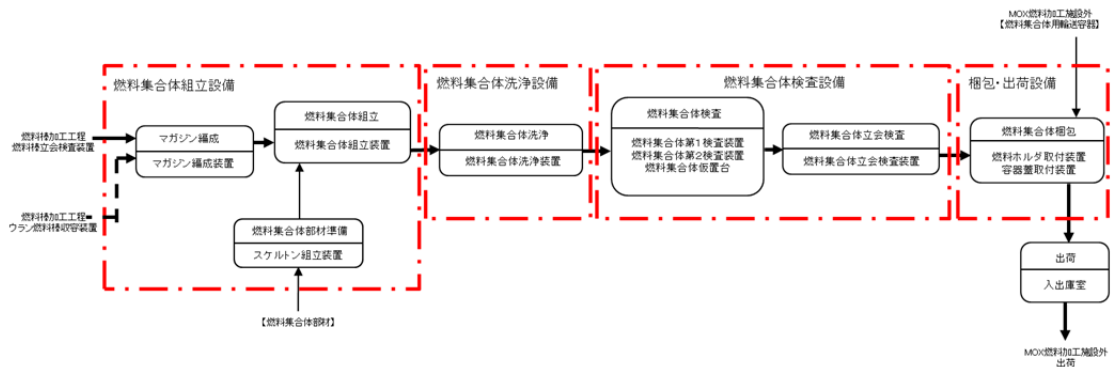 MOX燃料加工施設外
【燃料集合体用輸送容器】
燃料集合体組立設備
燃料集合体洗浄設備
燃料集合体検査設備
梱包・出荷設備
燃料棒加工工程
燃料棒立会検査装置
マガジン編成
マガジン編成装置
燃料集合体組立
燃料集合体組立装置
燃料集合体洗浄
燃料集合体洗浄装置
燃料集合体検査
燃料集合体第1検査装置
燃料集合体第2検査装置
燃料集合体仮置台
燃料集合体立会検査
燃料集合体立会検査装置
燃料集合体梱包
燃料ホルダ取付装置
容器蓋取付装置
燃料棒加工工程
ウラン燃料棒収容装置
燃料集合体部材準備
スケルトン組立装置
【燃料集合体部材】
出荷
入出庫室
MOX燃料加工施設外
出荷